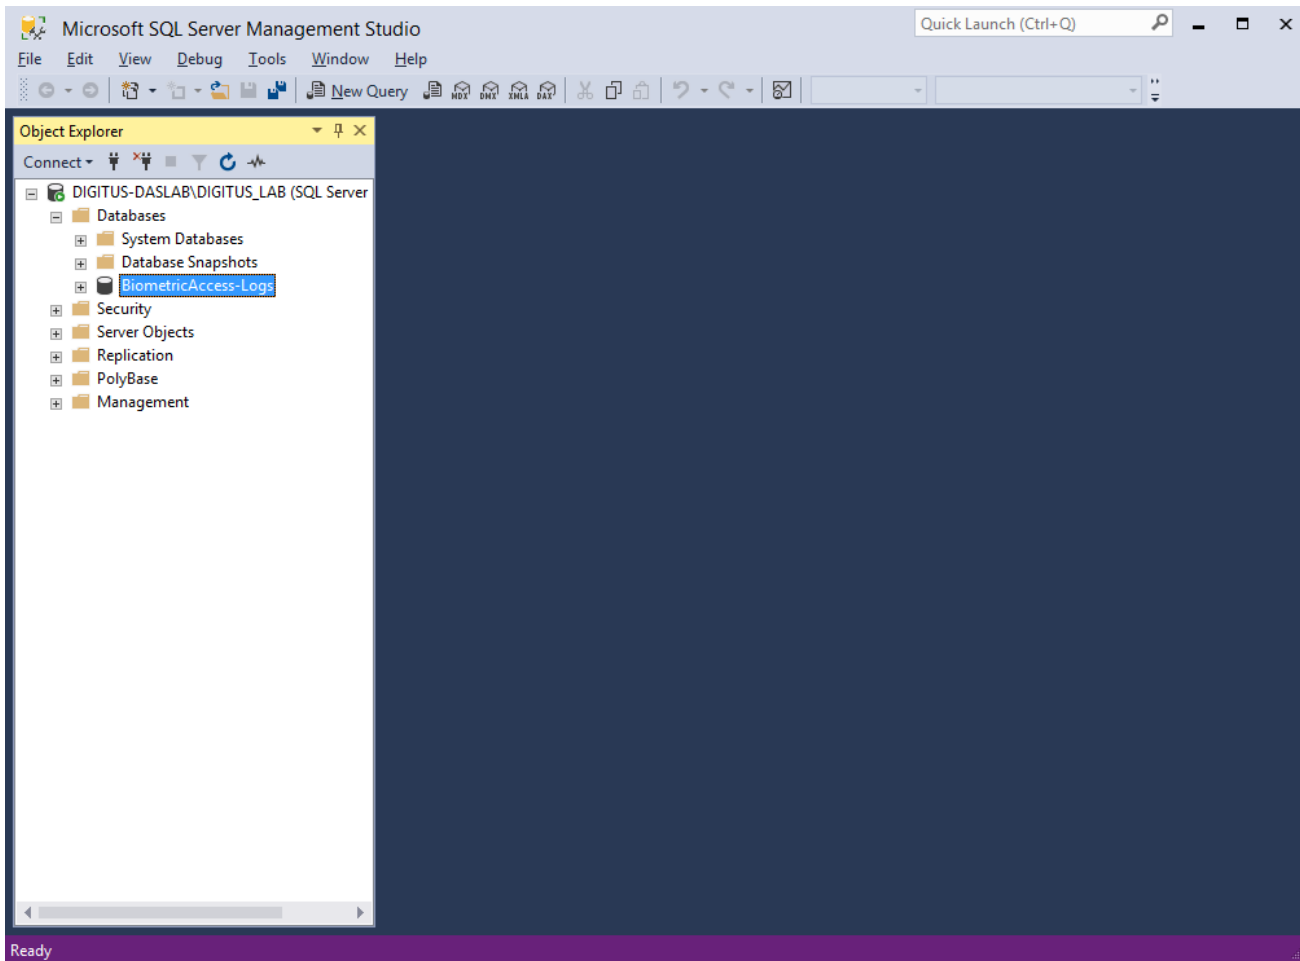 Microsoft SQL Server Management Studio
Quick Launch (Ctrl+Q)
File Edit View Debug Tools Window Help
New Query MDX DMX XMLA DAX
Object Explorer
Connect
DIGITUS-DASLAB\DIGITUS_LAB (SQL Server
Databases
System Databases
Database Snapshots
BiometricAccess-Logs
Security
Server Objects
Replication
PolyBase
Management
Ready